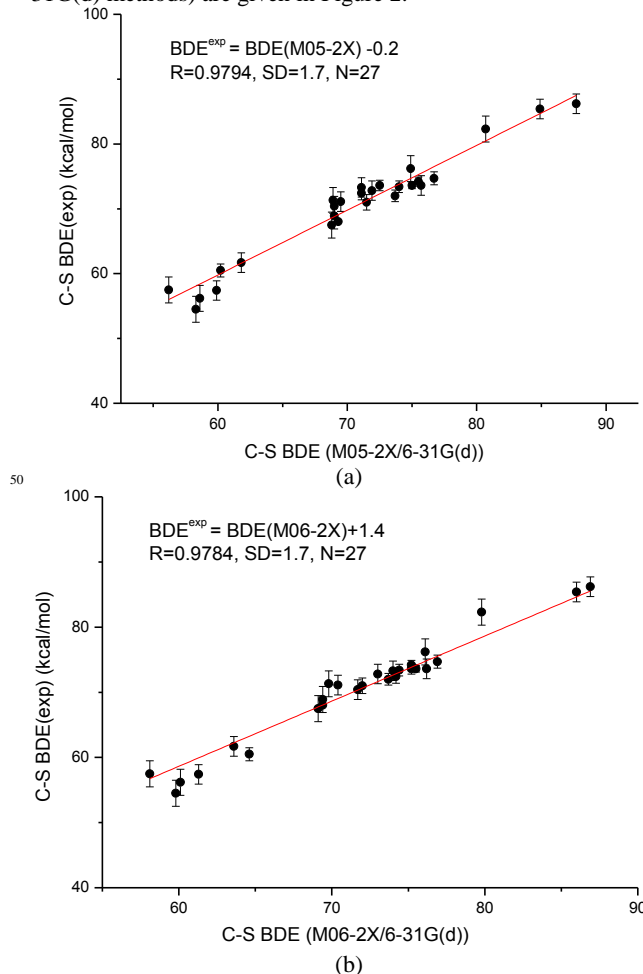 31G(d) methods) are given in Figure 2.
BDE^exp = BDE(M05-2X) -0.2
R=0.9794, SD=1.7, N=27
100
80
60
40
C-S BDE(exp) (kcal/mol)
60 70 80 90
C-S BDE (M05-2X/6-31G(d))
(a)
50
BDE^exp = BDE(M06-2X)+1.4
R=0.9784, SD=1.7, N=27
100
80
60
40
C-S BDE(exp) (kcal/mol)
60 70 80 90
C-S BDE (M06-2X/6-31G(d))
(b)